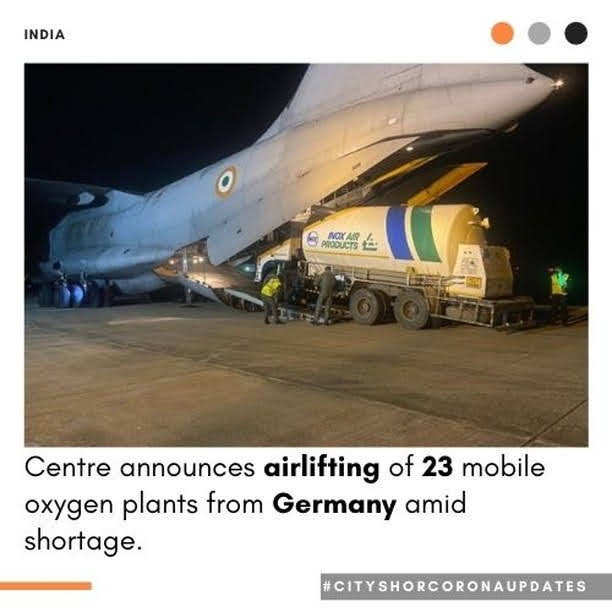 INDIA
INOX AIR
PRODUCTS
Centre announces airlifting of 23 mobile
oxygen plants from Germany amid
shortage.
#CITYSHORCORONAUPDATES